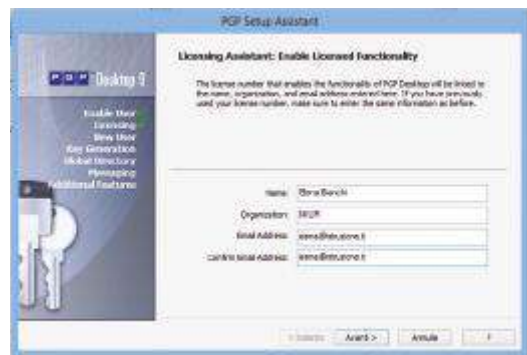 PGP Setup Assistant
PGP Desktop 9
Enable User
Licensing
New User
Key Generation
Global Directory
Messaging
Additional Features
Licensing Assistant: Enable Licensed Functionality
The license number that enables the functionality of PGP Desktop will be linked to
the name, organization, and email address entered here. If you have previously
used your license number, make sure to enter the same information as before.
Name:
Organization:
Email Address:
Confirm Email Address:
Avanti >
Annulla